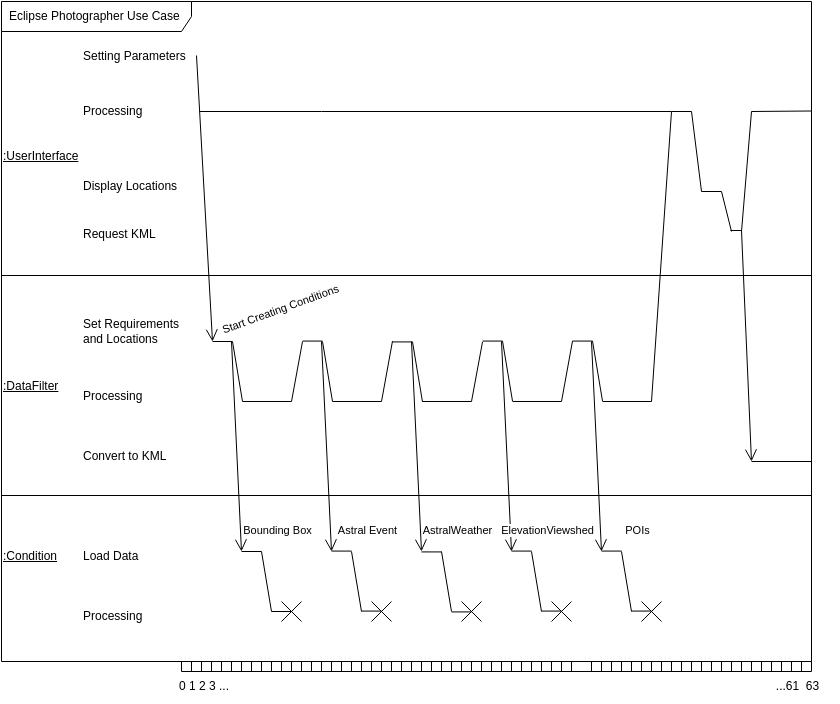 Eclipse Photographer Use Case
Setting Parameters
Processing
:UserInterface
Display Locations
Request KML
Start Creating Conditions
Set Requirements
and Locations
:DataFilter
Processing
Convert to KML
Bounding Box Astral Event AstralWeather ElevationViewshed POIs
:Condition Load Data
Processing
0 1 2 3 ... ...61 63